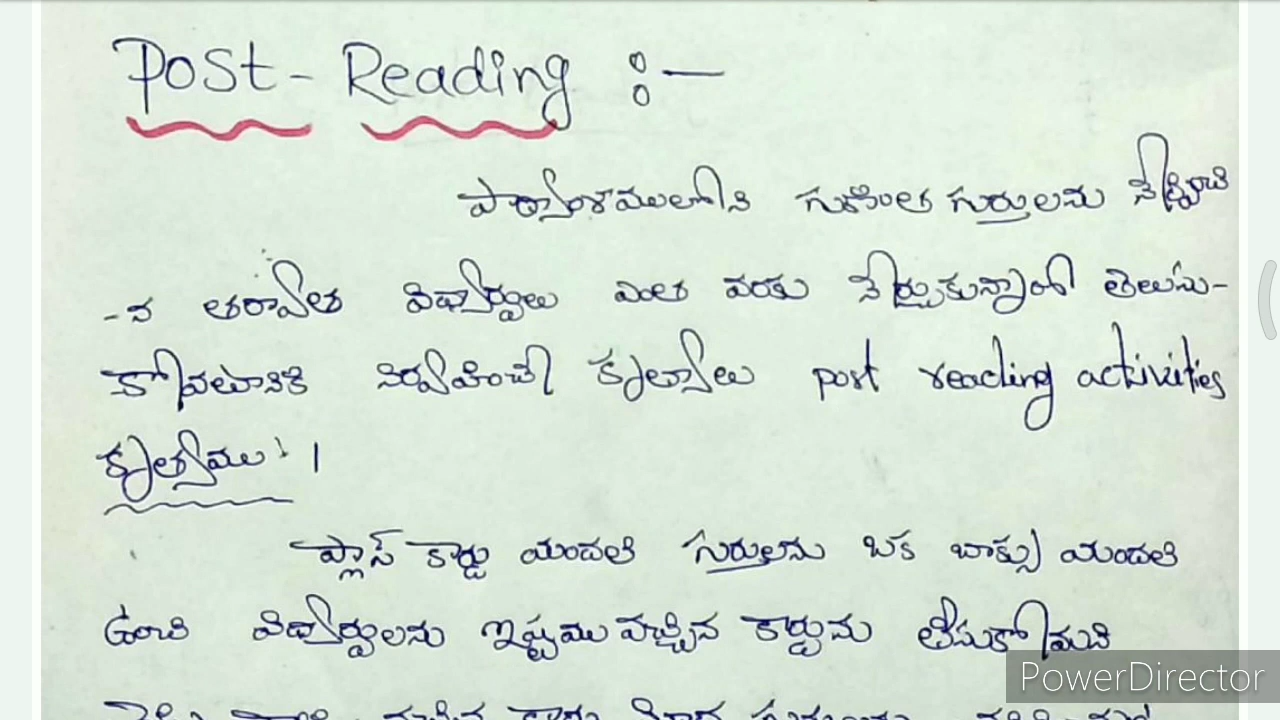 Post - Reading :-
పాఠ్యాంశములోని గుణింత గుర్తులను నేర్పించి
-న తరావాత విద్యార్థులు ఎంత వరకు నేర్చుకున్నారో తెలుసు-
కోవటానికి నిర్వహించే కృత్యాలు post reading activities
కృత్యము : 1
ప్లాస్ కార్డు యందలి గుర్తులను ఒక బాక్సు యందలి
ఉంచి విద్యార్థులను ఇష్టము వచ్చిన కార్డును తీసుకోమని
PowerDirector